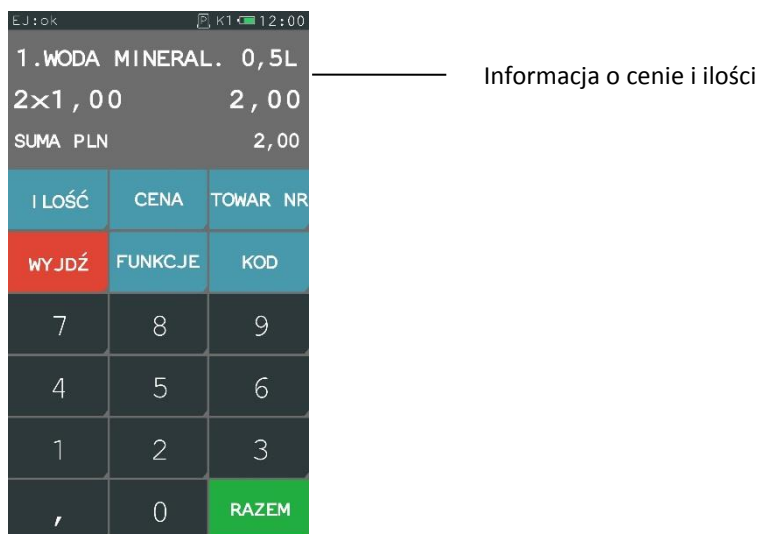 EJ:ok P K1 12:00
1.WODA MINERAL. 0,5L
Informacja o cenie i ilości
2x1,00 2,00
SUMA PLN 2,00
ILOŚĆ CENA TOWAR NR
WYJDŹ FUNKCJE KOD
7 8 9
4 5 6
1 2 3
, 0 RAZEM